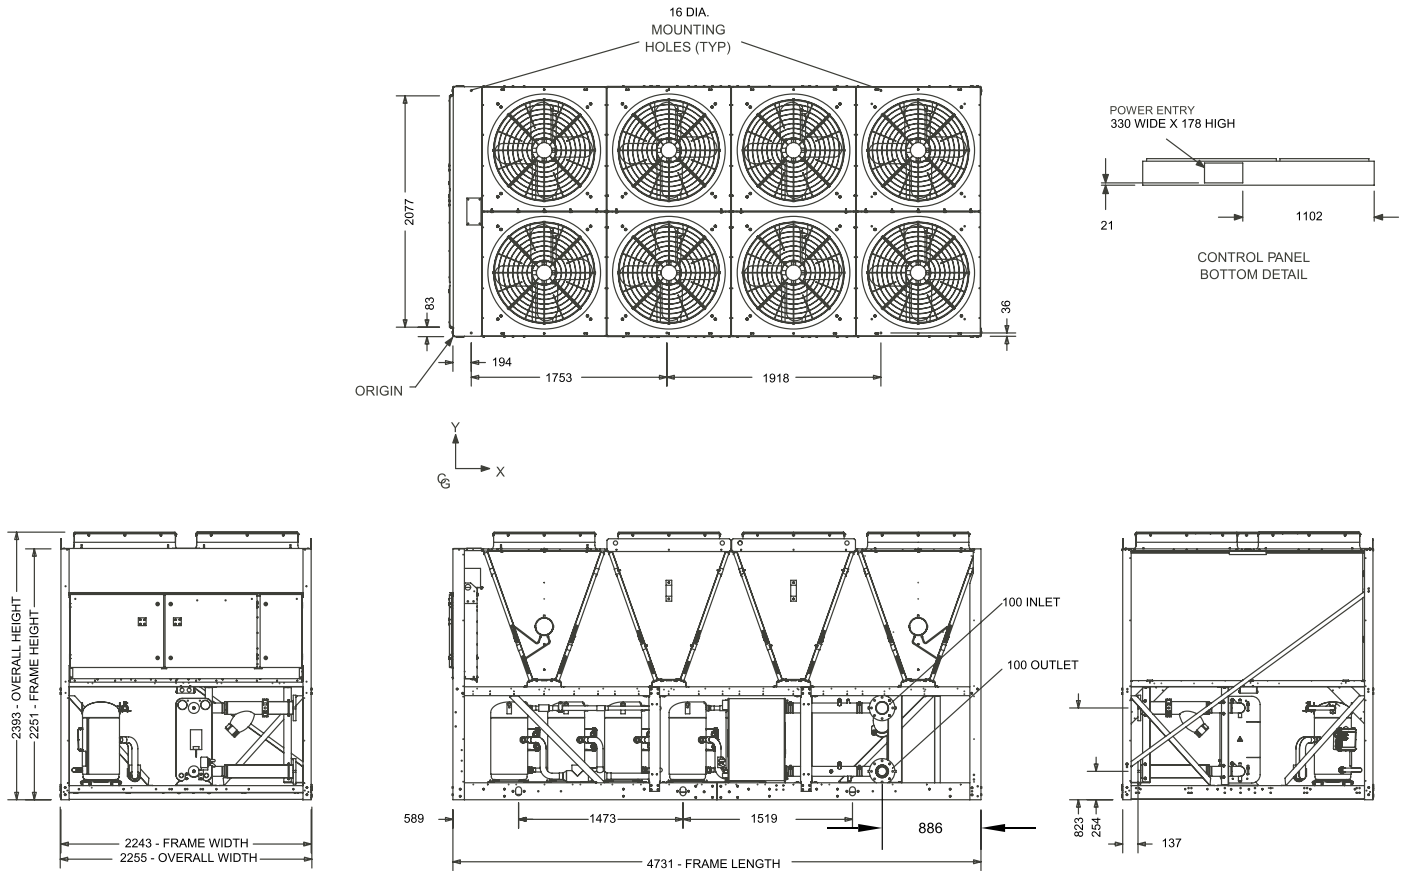 16 DIA.
MOUNTING
HOLES (TYP)
POWER ENTRY
330 WIDE X 178 HIGH
2077
21
1102
83
36
CONTROL PANEL
BOTTOM DETAIL
194
1753
1918
ORIGIN
Y
X
CG
2393 - OVERALL HEIGHT
2251 - FRAME HEIGHT
100 INLET
100 OUTLET
589
1473
1519
886
823
254
137
2243 - FRAME WIDTH
2255 - OVERALL WIDTH
4731 - FRAME LENGTH